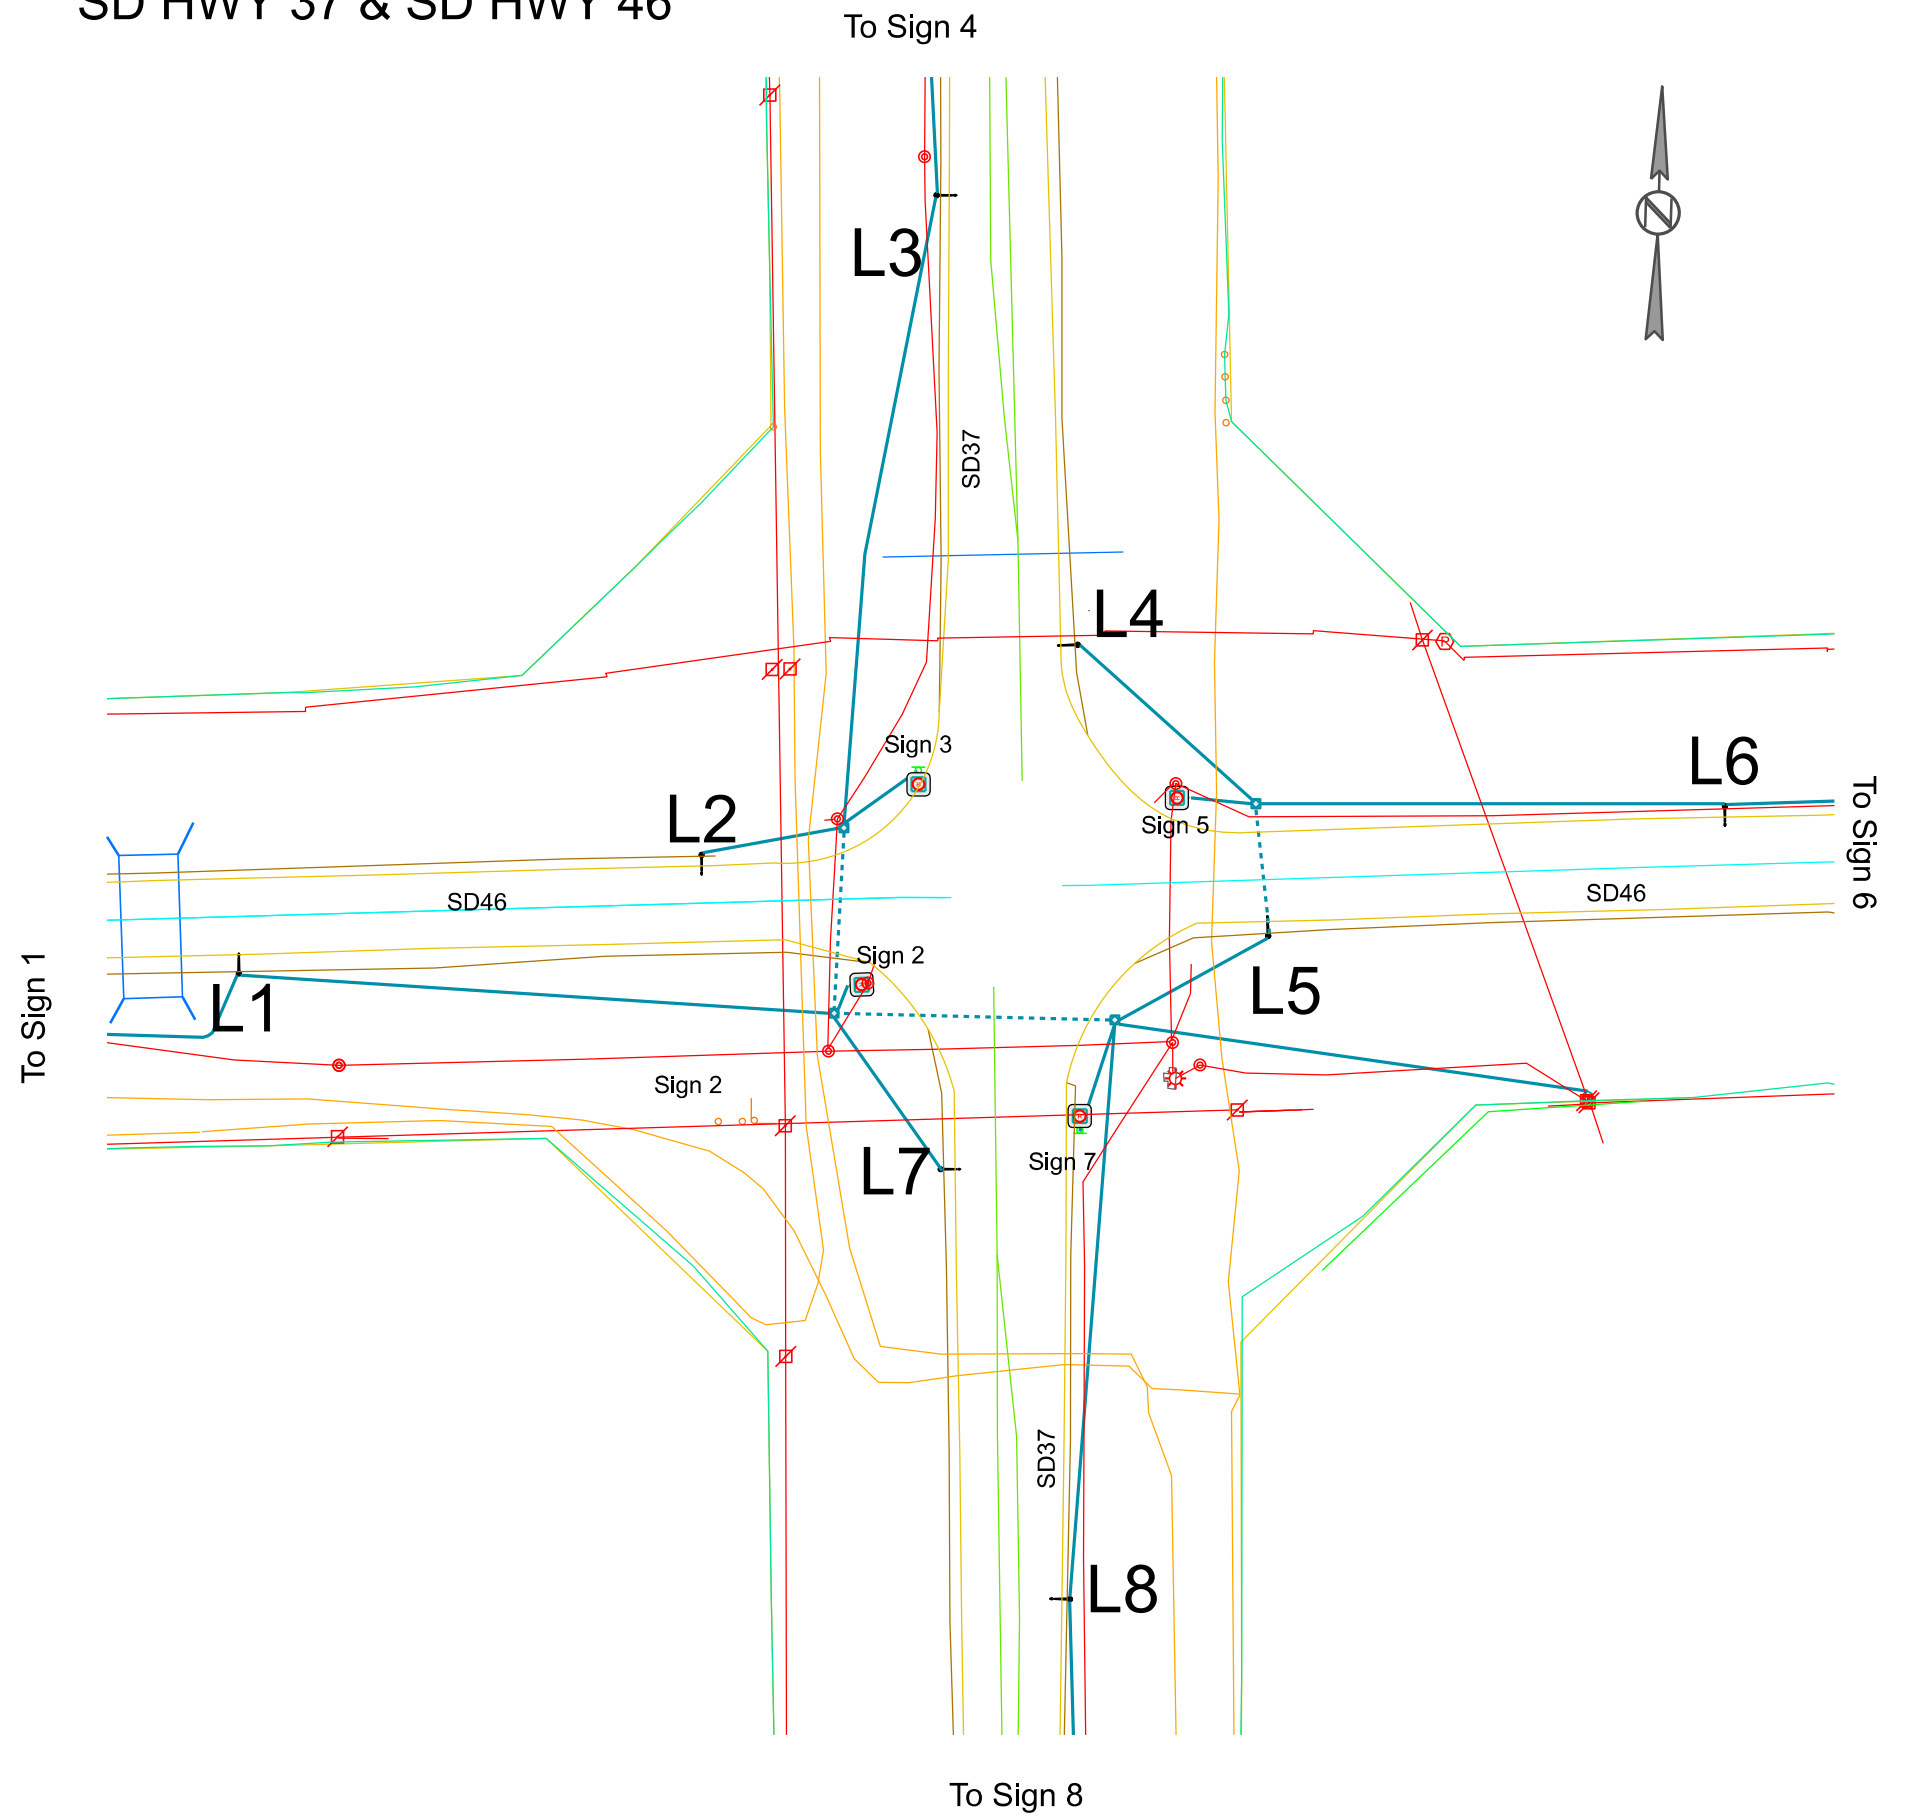 SD HWY 37 & SD HWY 46
To Sign 4
N
L3
SD37
L4
L6
Sign 3
To Sign 6
L2
Sign 5
SD46
SD46
To Sign 1
Sign 2
L1
L5
Sign 2
L7
Sign 7
SD37
L8
To Sign 8